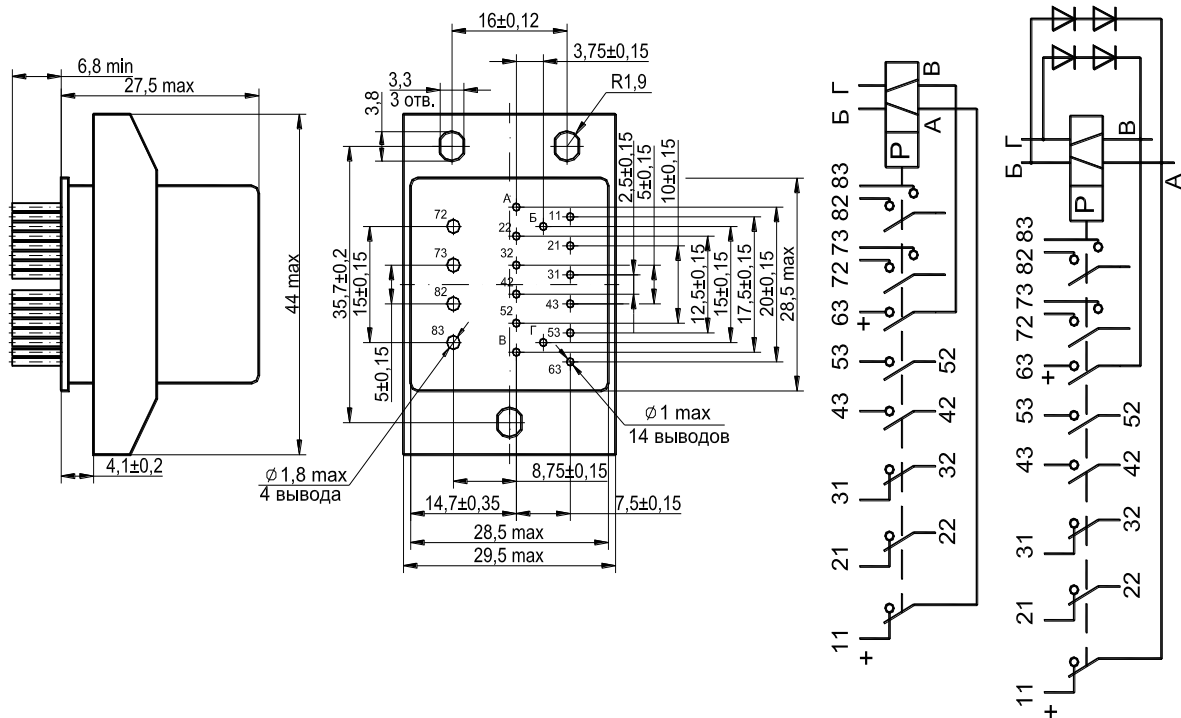 6,8 min
27,5 max
44 max
4,1±0,2
16±0,12
3,75±0,15
3,3
3 отв.
3,8
R1,9
2,5±0,15
5±0,15
10±0,15
35,7±0,2
15±0,15
5±0,15
А
Б
11
72
22
21
73
32
31
82
42
43
52
53
83
В
Г
63
12,5±0,15
15±0,15
17,5±0,15
20±0,15
28,5 max
⌀1 max
14 выводов
⌀1,8 max
4 вывода
8,75±0,15
14,7±0,35
7,5±0,15
28,5 max
29,5 max
Г
Б
В
А
Р
83
82
73
72
63
+
53
52
43
42
31
32
21
22
11
+
Г
Б
В
А
Р
83
82
73
72
63
+
53
52
43
42
31
32
21
22
11
+